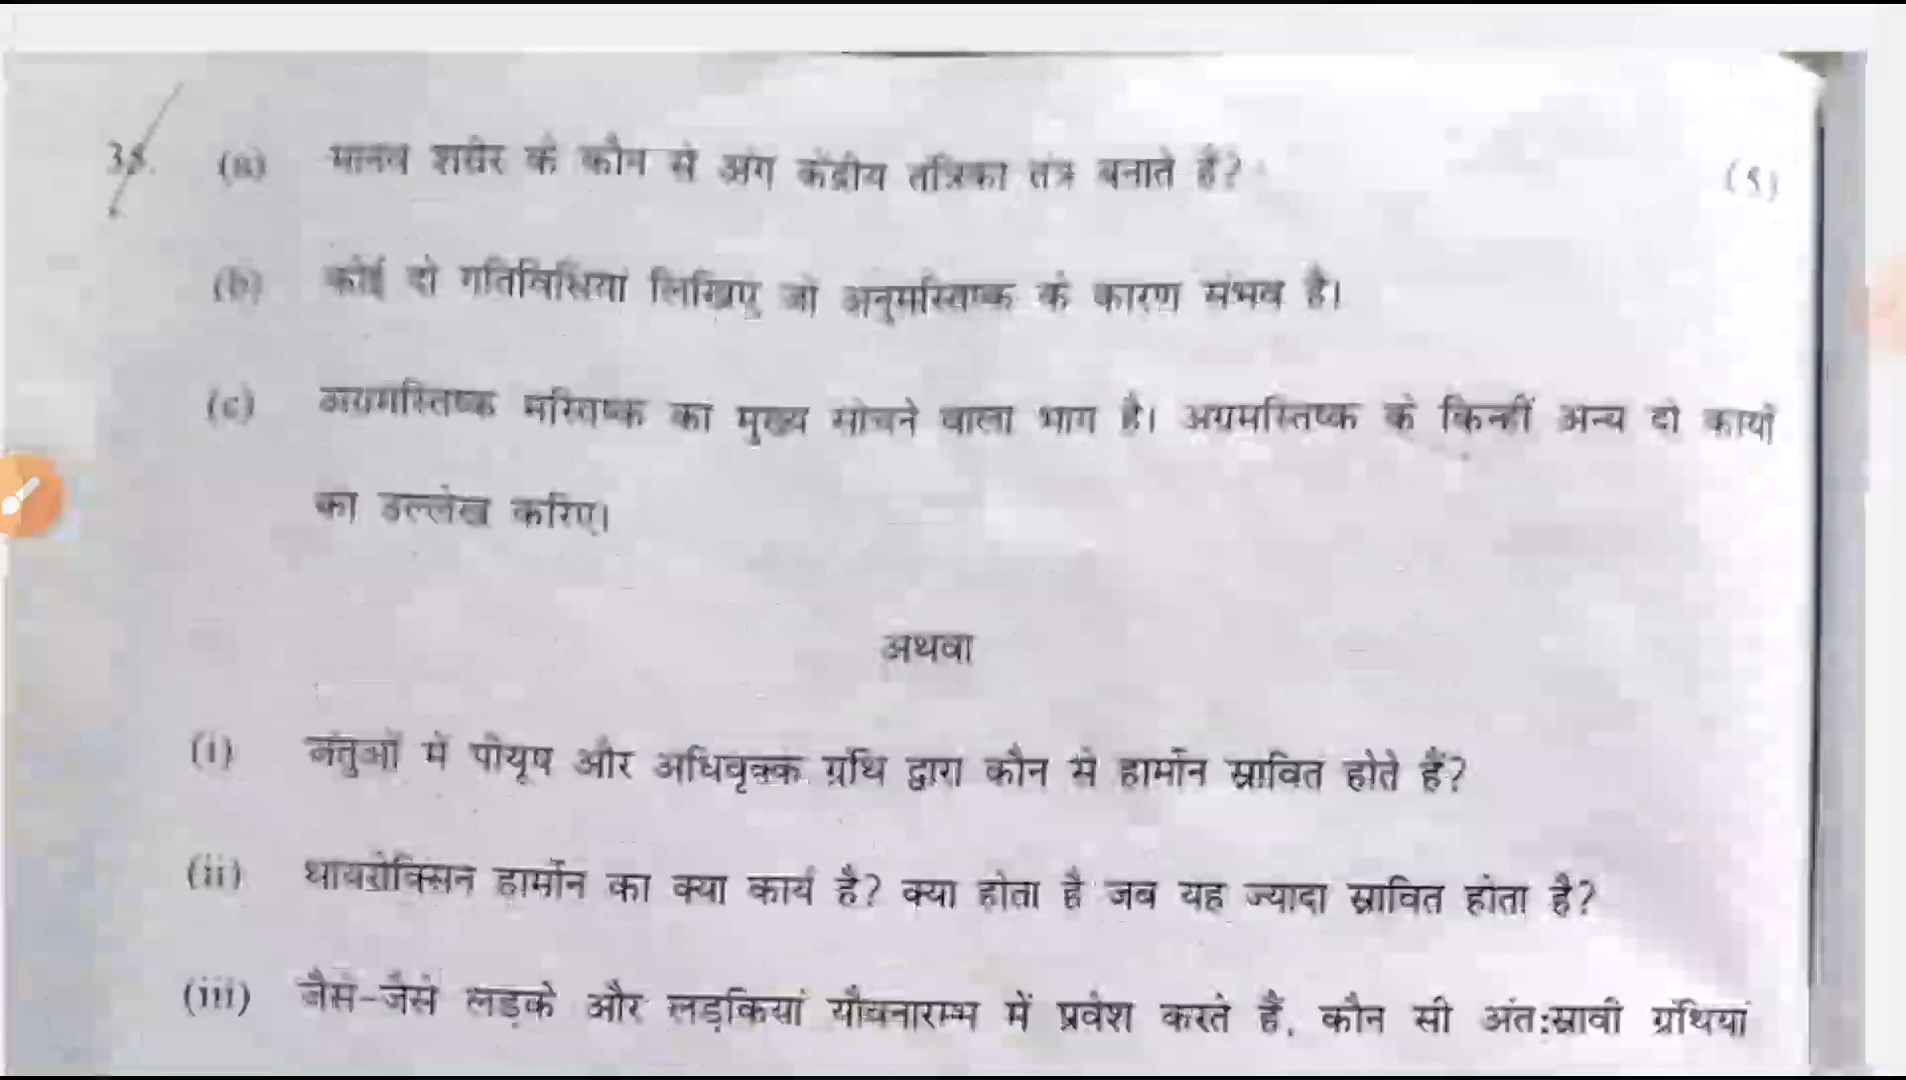 35. (a) मानव शरीर के कौन से अंग केंद्रीय तंत्रिका तंत्र बनाते हैं? (5)
(b) कोई दो गतिविधियां लिखिए जो अनुमस्तिष्क के कारण संभव है।
(c) अग्रमस्तिष्क मस्तिष्क का मुख्य सोचने वाला भाग है। अग्रमस्तिष्क के किन्हीं अन्य दो कार्यों
का उल्लेख करिए।
अथवा
(i) जंतुओं में पीयूष और अधिवृक्क ग्रंथि द्वारा कौन से हार्मोन स्रावित होते हैं?
(ii) थायरोक्सिन हार्मोन का क्या कार्य है? क्या होता है जब यह ज्यादा स्रावित होता है?
(iii) जैसे-जैसे लड़के और लड़कियां यौवनारम्भ में प्रवेश करते हैं, कौन सी अंत:स्रावी ग्रंथियां